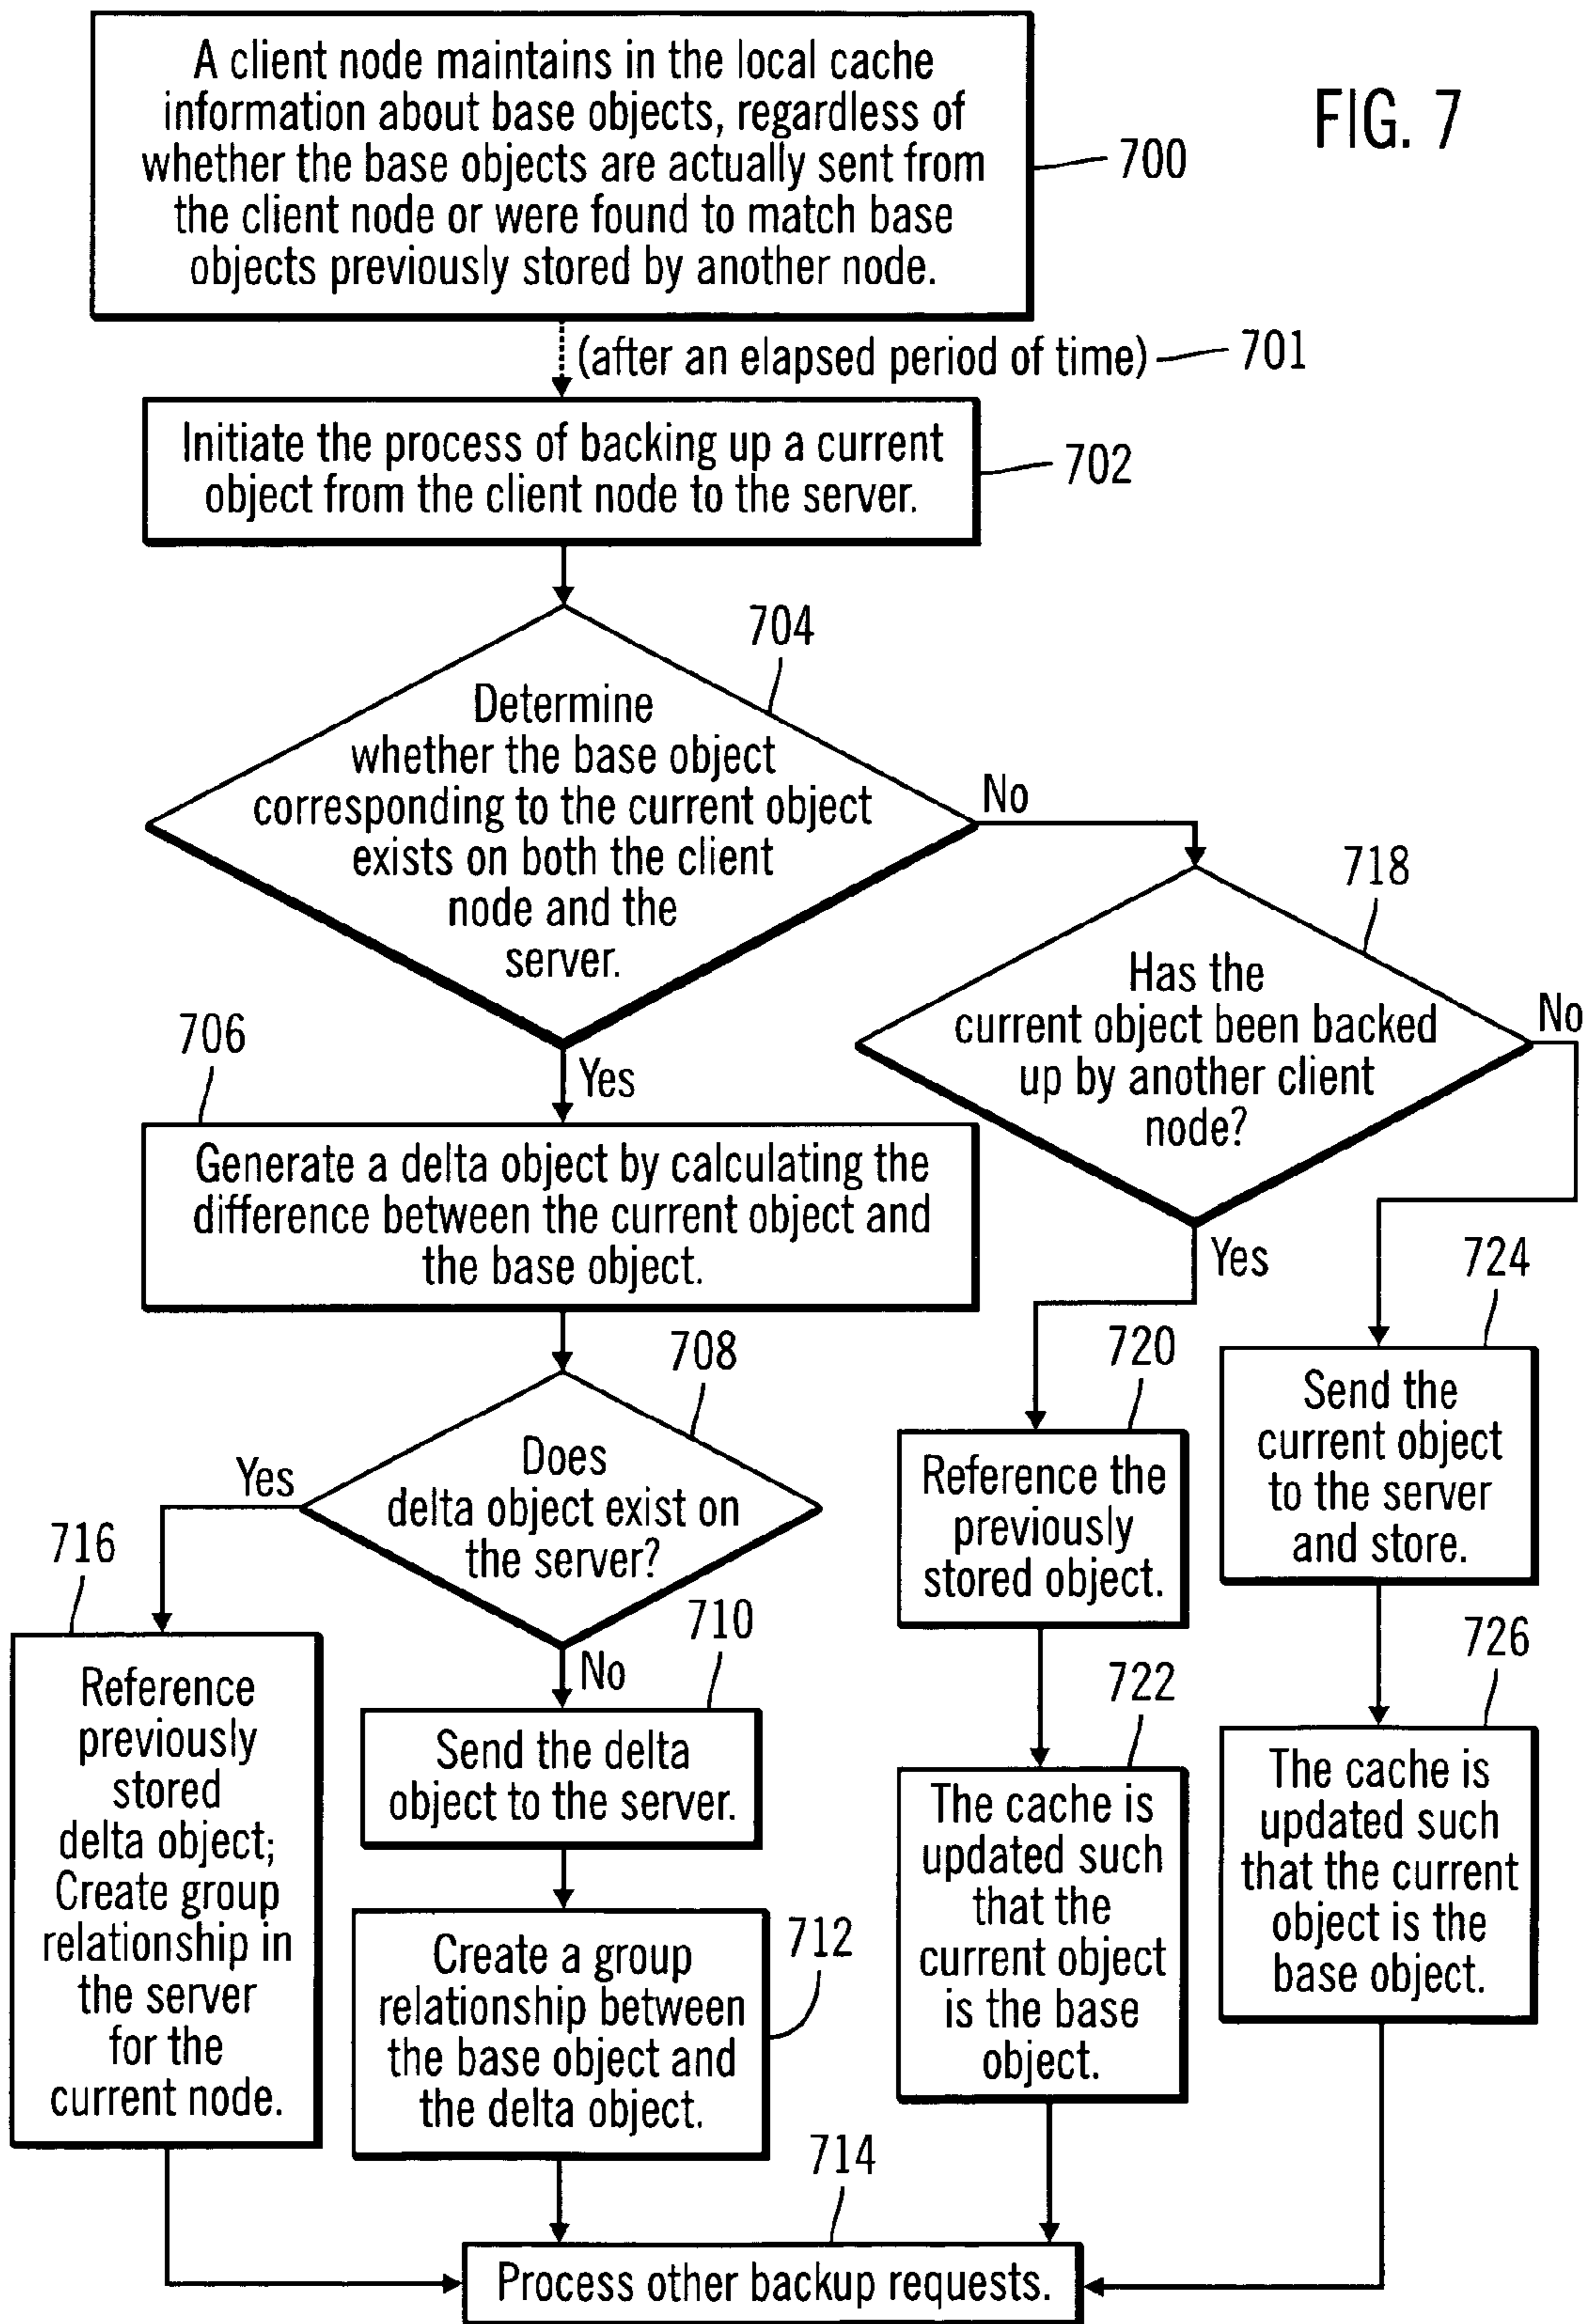 A client node maintains in the local cache
information about base objects, regardless of
whether the base objects are actually sent from
the client node or were found to match base
objects previously stored by another node.
700
FIG. 7
(after an elapsed period of time)
701
Initiate the process of backing up a current
object from the client node to the server.
702
704
Determine
whether the base object
corresponding to the current object
exists on both the client
node and the
server.
No
Yes
718
Has the
current object been backed
up by another client
node?
No
Yes
706
Generate a delta object by calculating the
difference between the current object and
the base object.
708
Does
delta object exist on
the server?
Yes
No
716
Reference
previously
stored
delta object;
Create group
relationship in
the server
for the
current node.
710
Send the delta
object to the server.
712
Create a group
relationship between
the base object and
the delta object.
720
Reference the
previously
stored object.
722
The cache is
updated such
that the
current object
is the base
object.
724
Send the
current object
to the server
and store.
726
The cache is
updated such
that the current
object is the
base object.
714
Process other backup requests.